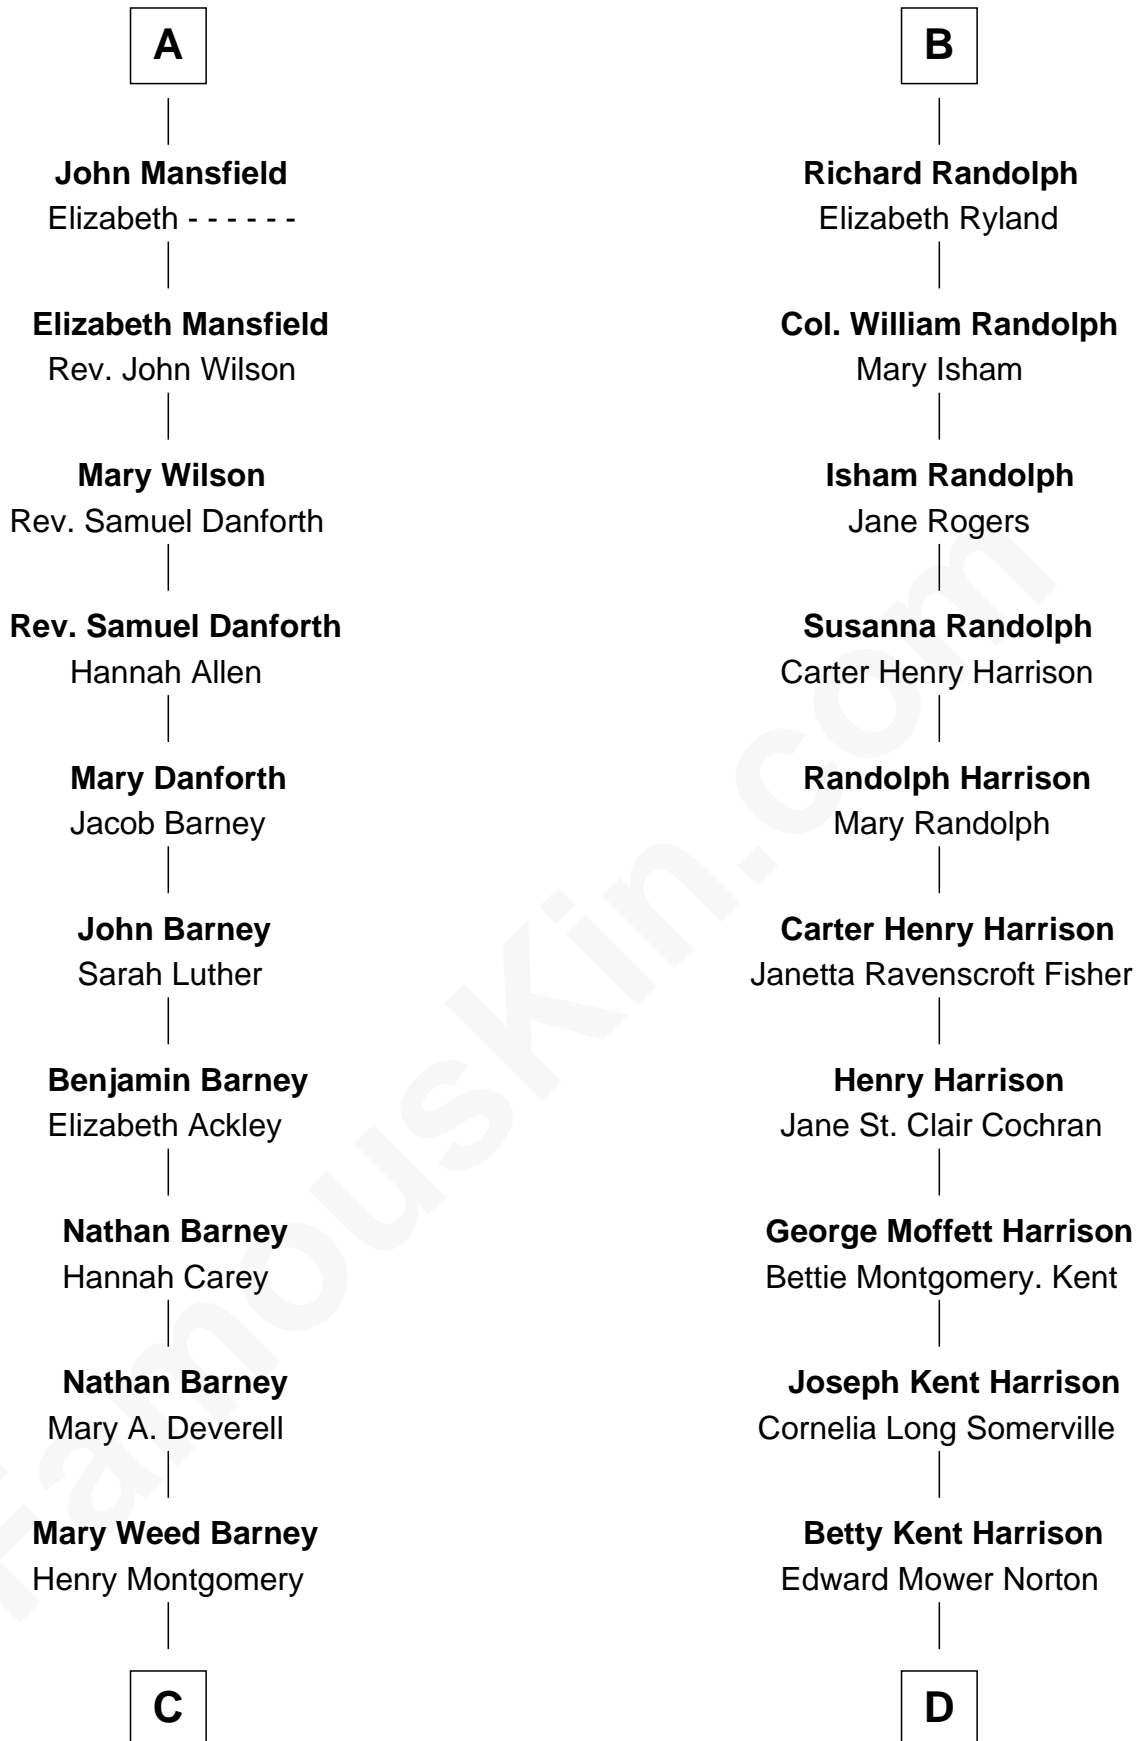 A
John Mansfield
Elizabeth - - - - - -
Elizabeth Mansfield
Rev. John Wilson
Mary Wilson
Rev. Samuel Danforth
Rev. Samuel Danforth
Hannah Allen
Mary Danforth
Jacob Barney
John Barney
Sarah Luther
Benjamin Barney
Elizabeth Ackley
Nathan Barney
Hannah Carey
Nathan Barney
Mary A. Deverell
Mary Weed Barney
Henry Montgomery
C
B
Richard Randolph
Elizabeth Ryland
Col. William Randolph
Mary Isham
Isham Randolph
Jane Rogers
Susanna Randolph
Carter Henry Harrison
Randolph Harrison
Mary Randolph
Carter Henry Harrison
Janetta Ravenscroft Fisher
Henry Harrison
Jane St. Clair Cochran
George Moffett Harrison
Bettie Montgomery. Kent
Joseph Kent Harrison
Cornelia Long Somerville
Betty Kent Harrison
Edward Mower Norton
D
FamousKin.com